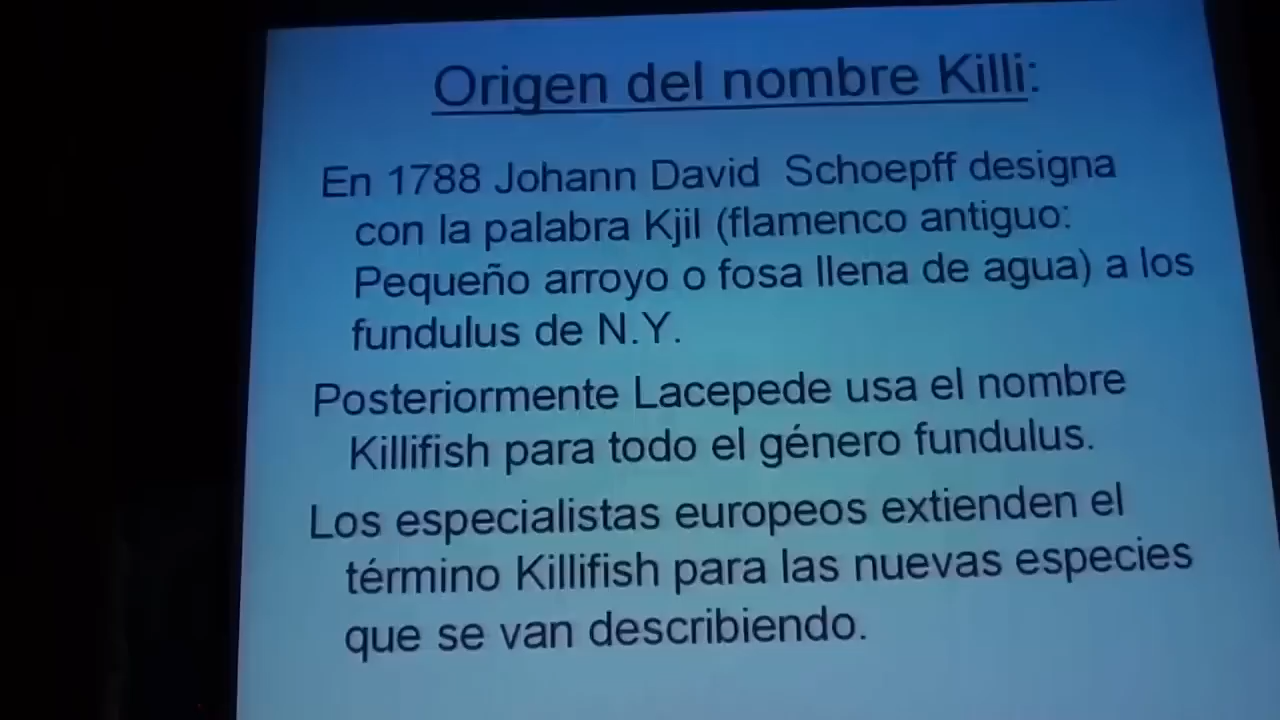 Origen del nombre Killi:
En 1788 Johann David Schoepff designa
con la palabra Kjil (flamenco antiguo:
Pequeño arroyo o fosa llena de agua) a los
fundulus de N.Y.
Posteriormente Lacepede usa el nombre
Killifish para todo el género fundulus.
Los especialistas europeos extienden el
término Killifish para las nuevas especies
que se van describiendo.